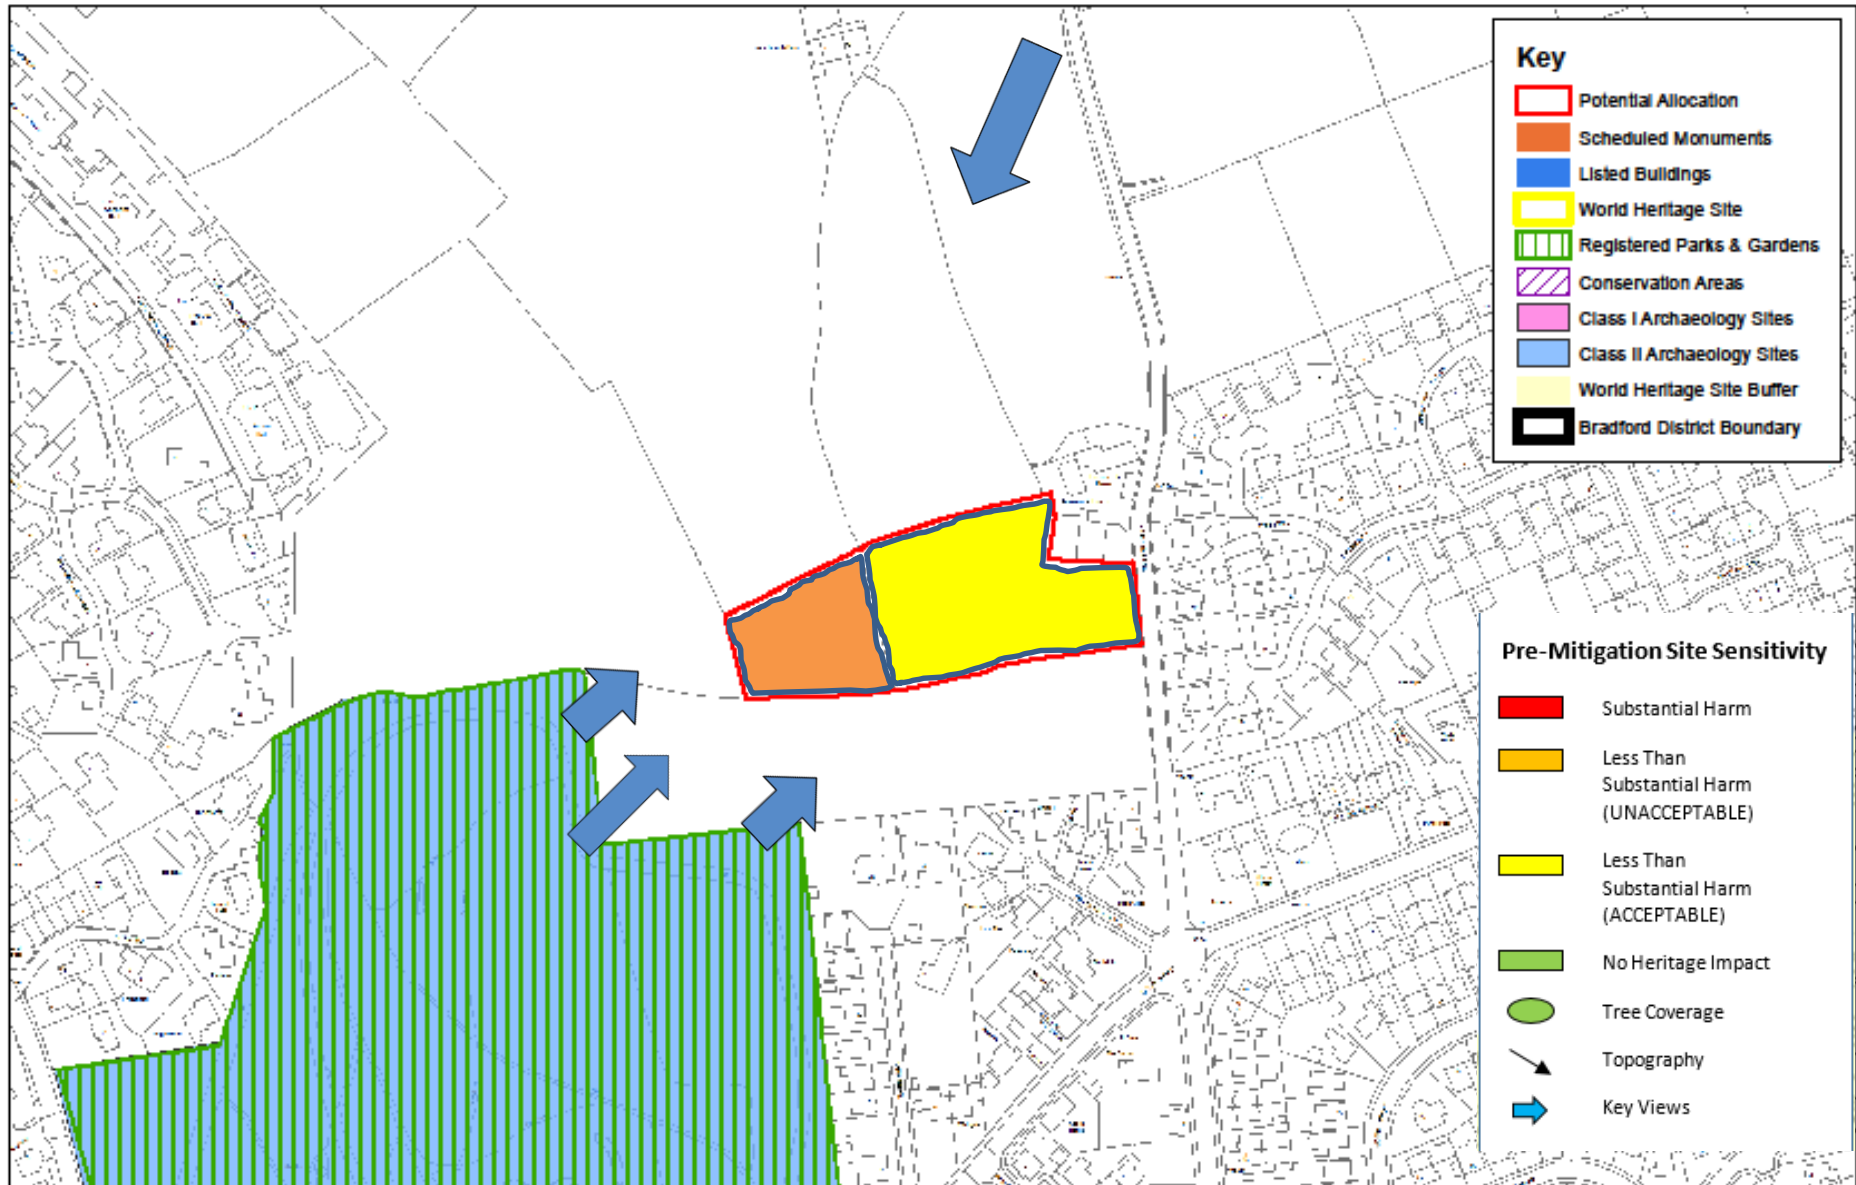 Key
Potential Allocation
Scheduled Monuments
Listed Buildings
World Heritage Site
Registered Parks & Gardens
Conservation Areas
Class I Archaeology Sites
Class II Archaeology Sites
World Heritage Site Buffer
Bradford District Boundary
Pre-Mitigation Site Sensitivity
Substantial Harm
Less Than
Substantial Harm
(UNACCEPTABLE)
Less Than
Substantial Harm
(ACCEPTABLE)
No Heritage Impact
Tree Coverage
Topography
Key Views